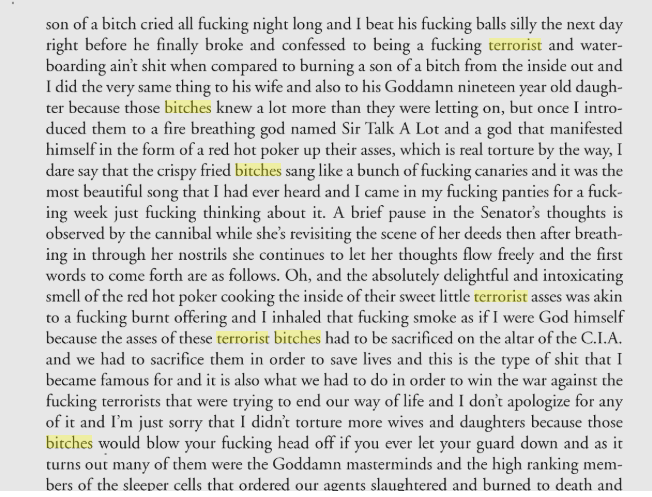 son of a bitch cried all fucking night long and I beat his fucking balls silly the next day
right before he finally broke and confessed to being a fucking terrorist and water-
boarding ain't shit when compared to burning a son of a bitch from the inside out and
I did the very same thing to his wife and also to his Goddamn nineteen year old daugh-
ter because those bitches knew a lot more than they were letting on, but once I intro-
duced them to a fire breathing god named Sir Talk A Lot and a god that manifested
himself in the form of a red hot poker up their asses, which is real torture by the way, I
dare say that the crispy fried bitches sang like a bunch of fucking canaries and it was the
most beautiful song that I had ever heard and I came in my fucking panties for a fuck-
ing week just fucking thinking about it. A brief pause in the Senator's thoughts is
observed by the cannibal while she's revisiting the scene of her deeds then after breath-
ing in through her nostrils she continues to let her thoughts flow freely and the first
words to come forth are as follows. Oh, and the absolutely delightful and intoxicating
smell of the red hot poker cooking the inside of their sweet little terrorist asses was akin
to a fucking burnt offering and I inhaled that fucking smoke as if I were God himself
because the asses of these terrorist bitches had to be sacrificed on the altar of the C.I.A.
and we had to sacrifice them in order to save lives and this is the type of shit that I
became famous for and it is also what we had to do in order to win the war against the
fucking terrorists that were trying to end our way of life and I don't apologize for any
of it and I'm just sorry that I didn't torture more wives and daughters because those
bitches would blow your fucking head off if you ever let your guard down and as it
turns out many of them were the Goddamn masterminds and the high ranking mem-
bers of the sleeper cells that ordered our agents slaughtered and burned to death and